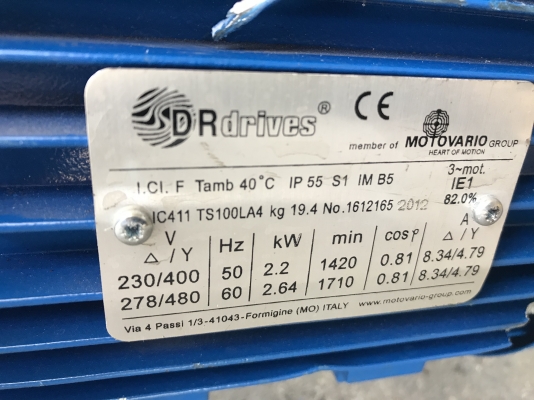 SDRdrives® CE
member of MOTOVARIO GROUP
HEART OF MOTION
I.Cl. F Tamb 40°C IP 55 S1 IM B5 3~mot.
IE1
IC411 TS100LA4 kg 19.4 No.1612165 2012 82.0%
V Hz kW min cosφ A
△ / Y △ / Y
230/400 50 2.2 1420 0.81 8.34/4.79
278/480 60 2.64 1710 0.81 8.34/4.79
Via 4 Passi 1/3-41043-Formigine (MO) ITALY www.motovario-group.com